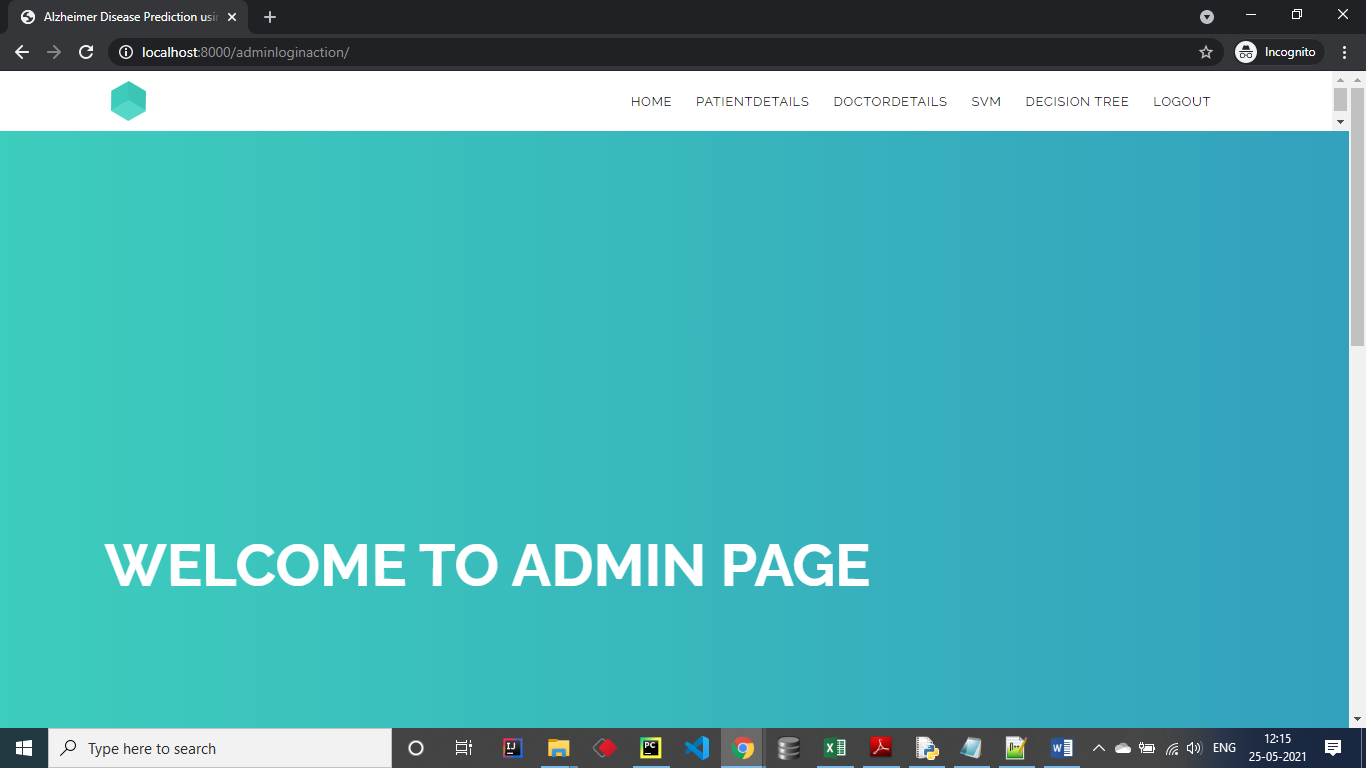 Alzheimer Disease Prediction usin
localhost:8000/adminloginaction/
Incognito
HOME PATIENTDETAILS DOCTORDETAILS SVM DECISION TREE LOGOUT
WELCOME TO ADMIN PAGE
Type here to search
ENG
12:15
25-05-2021